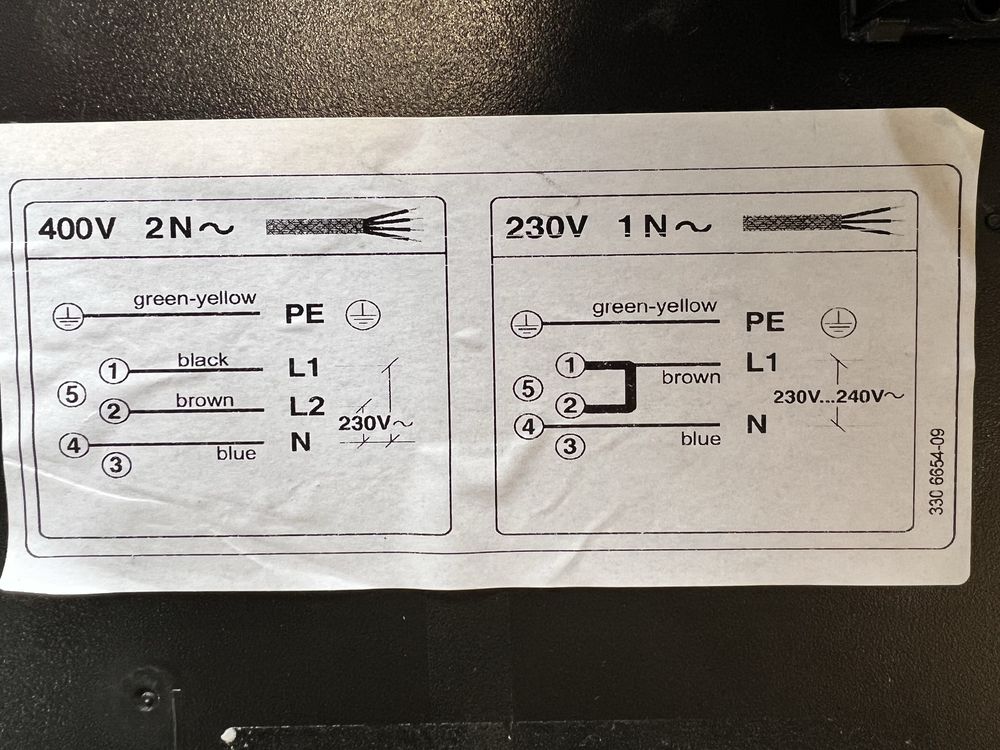 400V 2N~
green-yellow PE
1 black L1
5
2 brown L2
230V~
4 blue N
3
230V 1N~
green-yellow PE
1 L1
brown
5
230V...240V~
2
4 blue N
3
330 6654-09